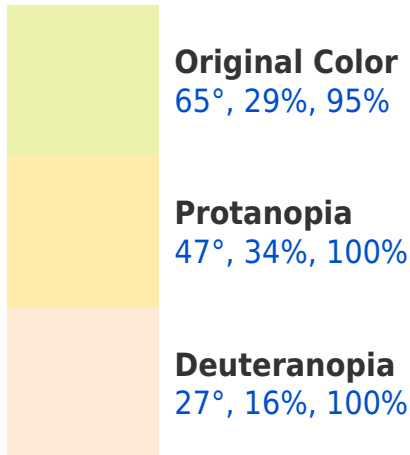 Original Color
65°, 29%, 95%
Protanopia
47°, 34%, 100%
Deuteranopia
27°, 16%, 100%